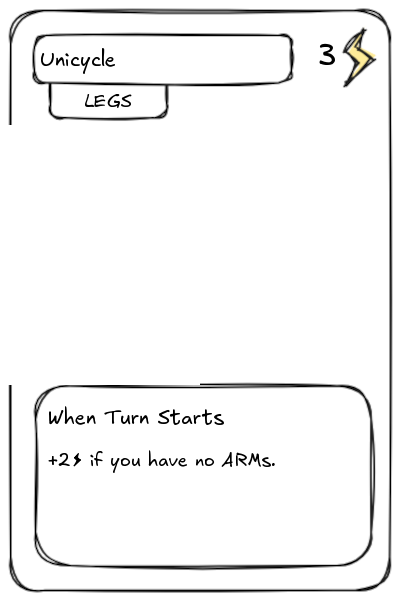 Unicycle
3⚡
LEGS
When Turn Starts
+2⚡ if you have no ARMs.